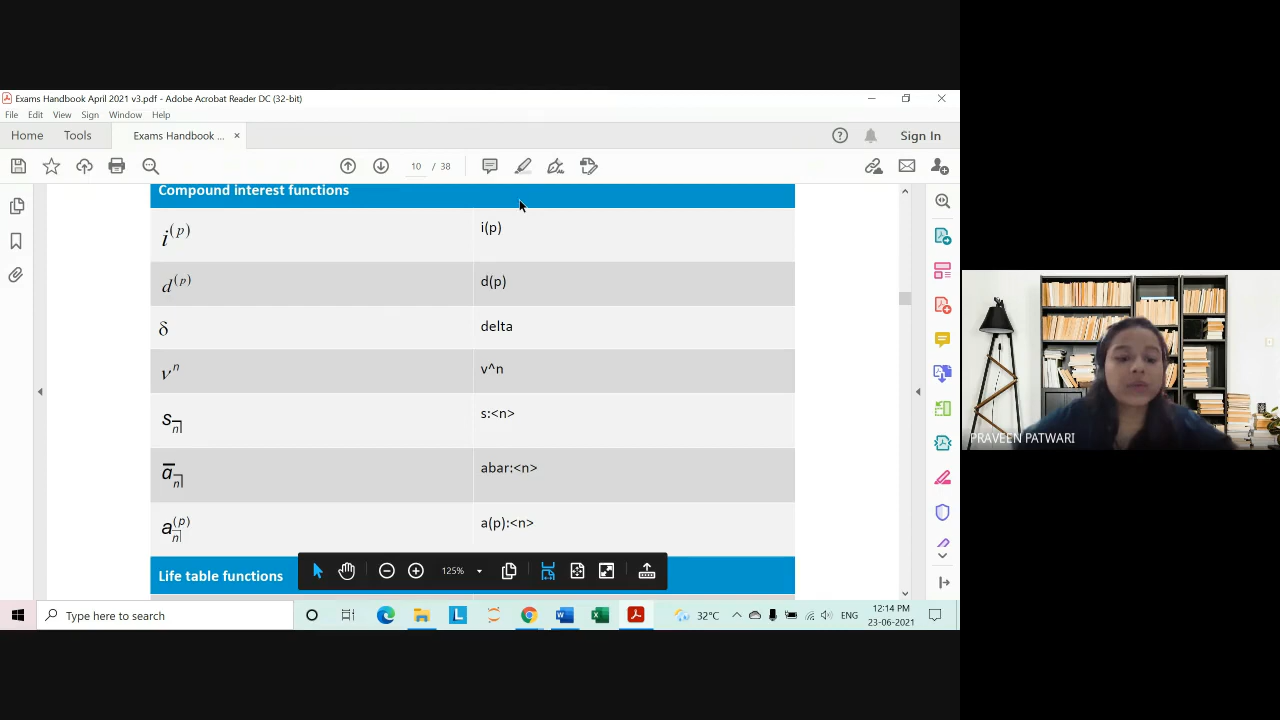 Exams Handbook April 2021 v3.pdf - Adobe Acrobat Reader DC (32-bit)
File Edit View Sign Window Help
Home Tools Exams Handbook ... × Sign In
10 / 38
Compound interest functions
i(p) i(p)
d(p) d(p)
δ delta
vn v^n
sn s:<n>
an abar:<n>
a(p)n a(p):<n>
Life table functions
125%
PRAVEEN PATWARI
Type here to search
32°C ENG 12:14 PM
23-06-2021